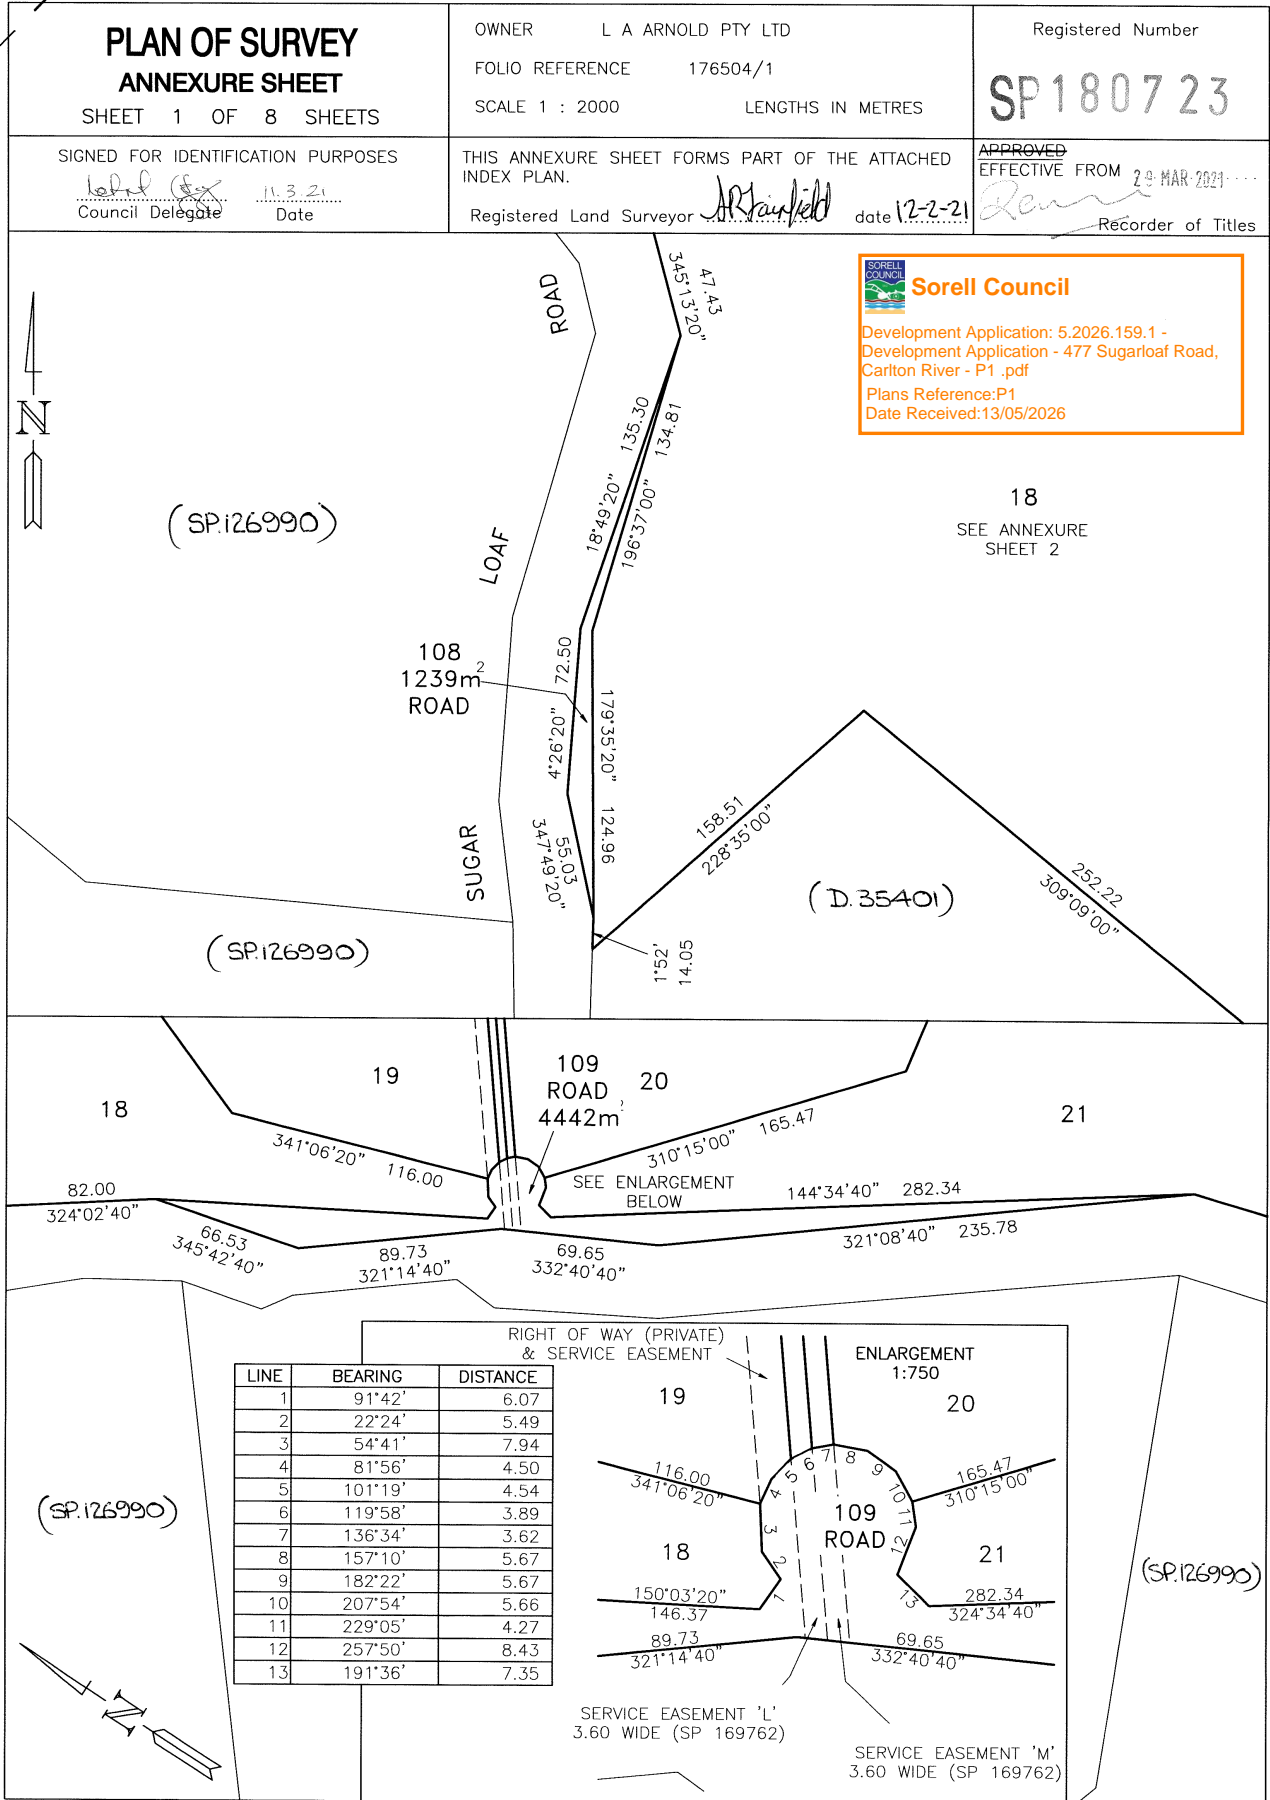 PLAN OF SURVEY
ANNEXURE SHEET
SHEET 1 OF 8 SHEETS
OWNER L A ARNOLD PTY LTD
FOLIO REFERENCE 176504/1
SCALE 1 : 2000 LENGTHS IN METRES
Registered Number
SP180723
SIGNED FOR IDENTIFICATION PURPOSES
11.3.21
Council Delegate Date
THIS ANNEXURE SHEET FORMS PART OF THE ATTACHED
INDEX PLAN.
Registered Land Surveyor date 12-2-21
APPROVED
EFFECTIVE FROM 29 MAR 2021
Recorder of Titles
SORELL
COUNCIL
Sorell Council
Development Application: 5.2026.159.1 -
Development Application - 477 Sugarloaf Road,
Carlton River - P1 .pdf
Plans Reference:P1
Date Received:13/05/2026
N
ROAD
47.43
345°13'20"
135.30
18°49'20"
134.81
196°37'00"
(SP.126990)
18
SEE ANNEXURE
SHEET 2
LOAF
108
1239m²
ROAD
72.50
4°26'20"
179°35'20" 124.96
55.03
347°49'20"
SUGAR
158.51
228°35'00"
252.22
309°09'00"
(D.35401)
(SP.126990)
1°52'
14.05
18
19
109
ROAD
4442m²
20
21
341°06'20" 116.00
310°15'00" 165.47
SEE ENLARGEMENT
BELOW
82.00
324°02'40"
144°34'40" 282.34
66.53
345°42'40"
89.73
321°14'40"
69.65
332°40'40"
321°08'40" 235.78
RIGHT OF WAY (PRIVATE)
& SERVICE EASEMENT
ENLARGEMENT
1:750
LINE BEARING DISTANCE
1 91°42' 6.07
2 22°24' 5.49
3 54°41' 7.94
4 81°56' 4.50
5 101°19' 4.54
6 119°58' 3.89
7 136°34' 3.62
8 157°10' 5.67
9 182°22' 5.67
10 207°54' 5.66
11 229°05' 4.27
12 257°50' 8.43
13 191°36' 7.35
19
20
116.00
341°06'20"
165.47
310°15'00"
1
2
3
4
5
6
7
8
9
10
11
12
13
109
ROAD
18
21
150°03'20"
146.37
282.34
324°34'40"
89.73
321°14'40"
69.65
332°40'40"
(SP.126990)
(SP.126990)
SERVICE EASEMENT 'L'
3.60 WIDE (SP 169762)
SERVICE EASEMENT 'M'
3.60 WIDE (SP 169762)
N